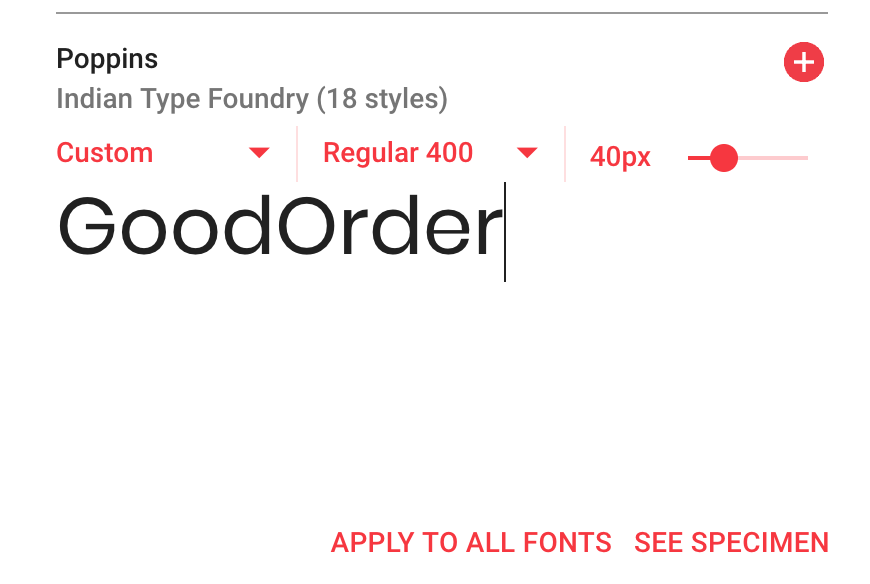 Poppins
Indian Type Foundry (18 styles)
Custom Regular 400 40px
GoodOrder
APPLY TO ALL FONTS SEE SPECIMEN